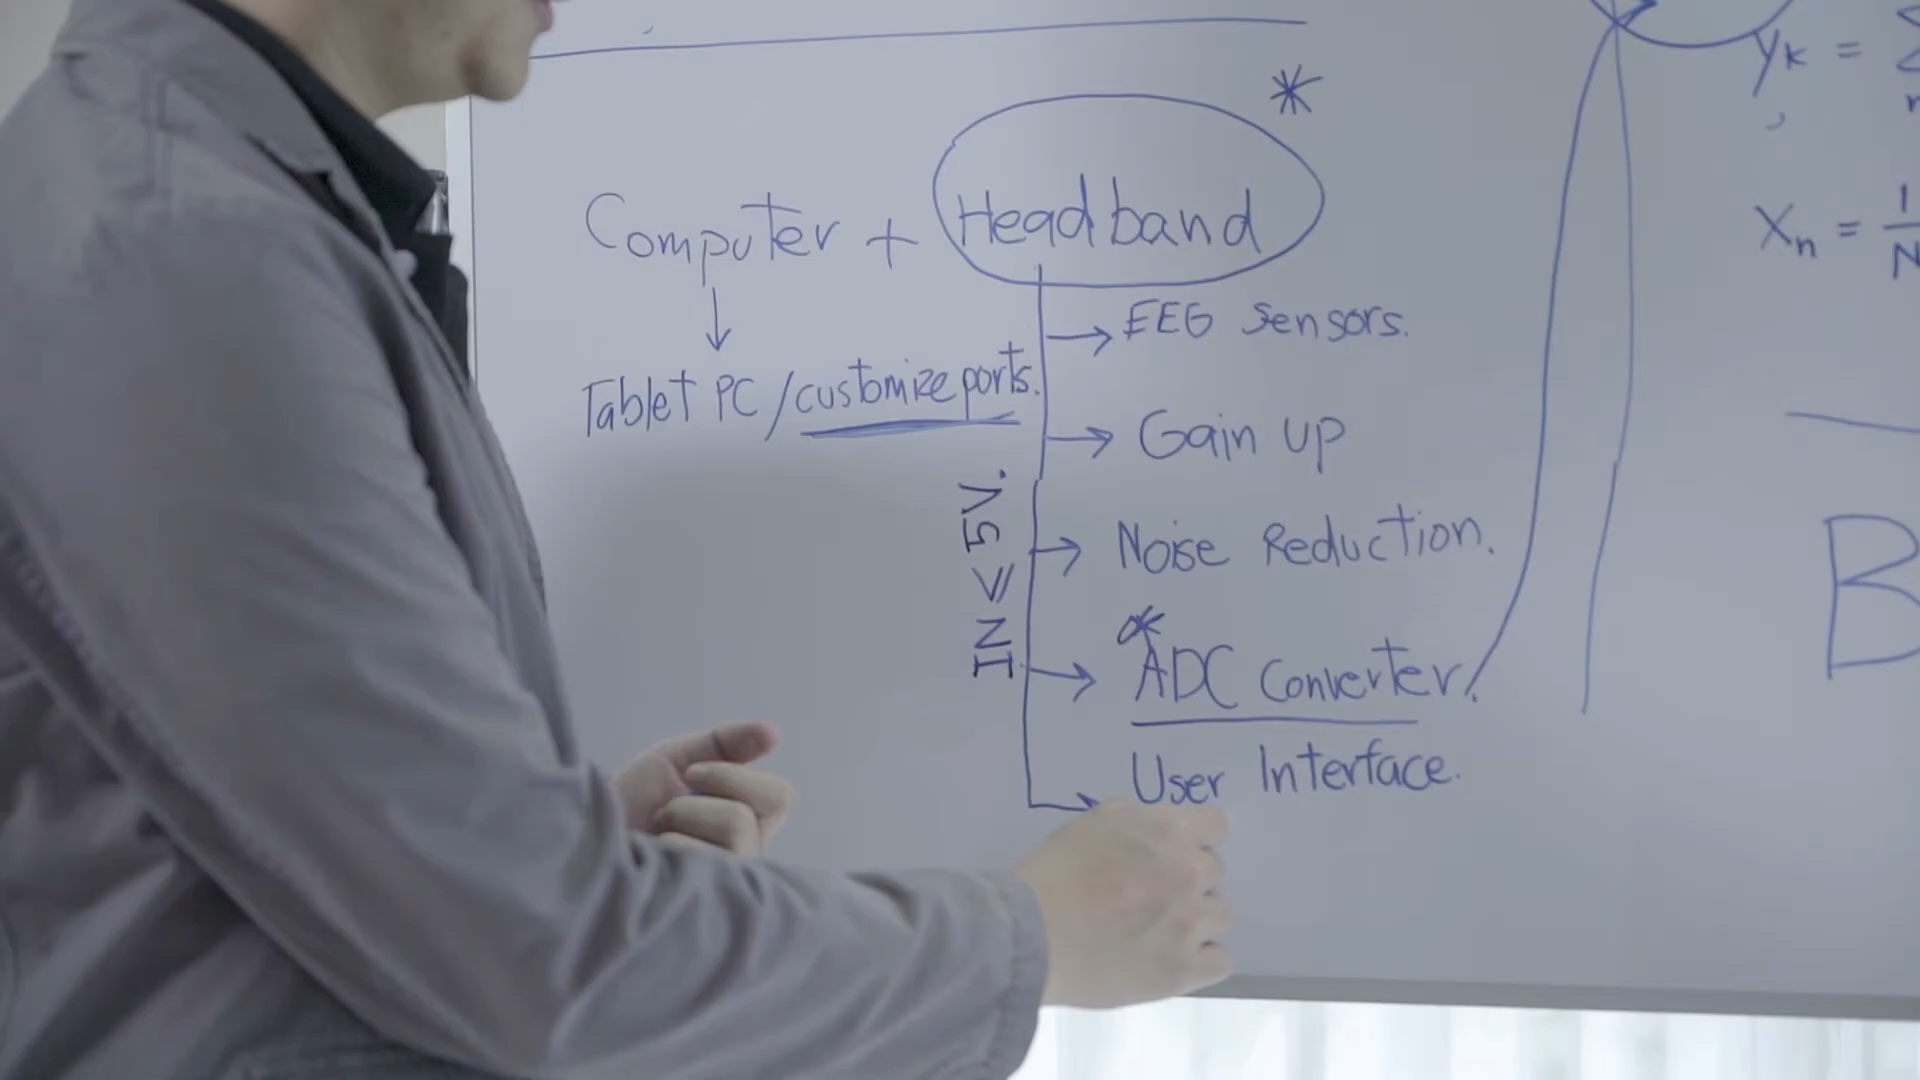 *
Computer + Headband
Tablet PC / customize ports.
→ EEG sensors.
→ Gain up
→ Noise Reduction.
→ *ADC Converter.
→ User Interface.
IN ≤ 5V.
yk = 
Xn = 1
N
B